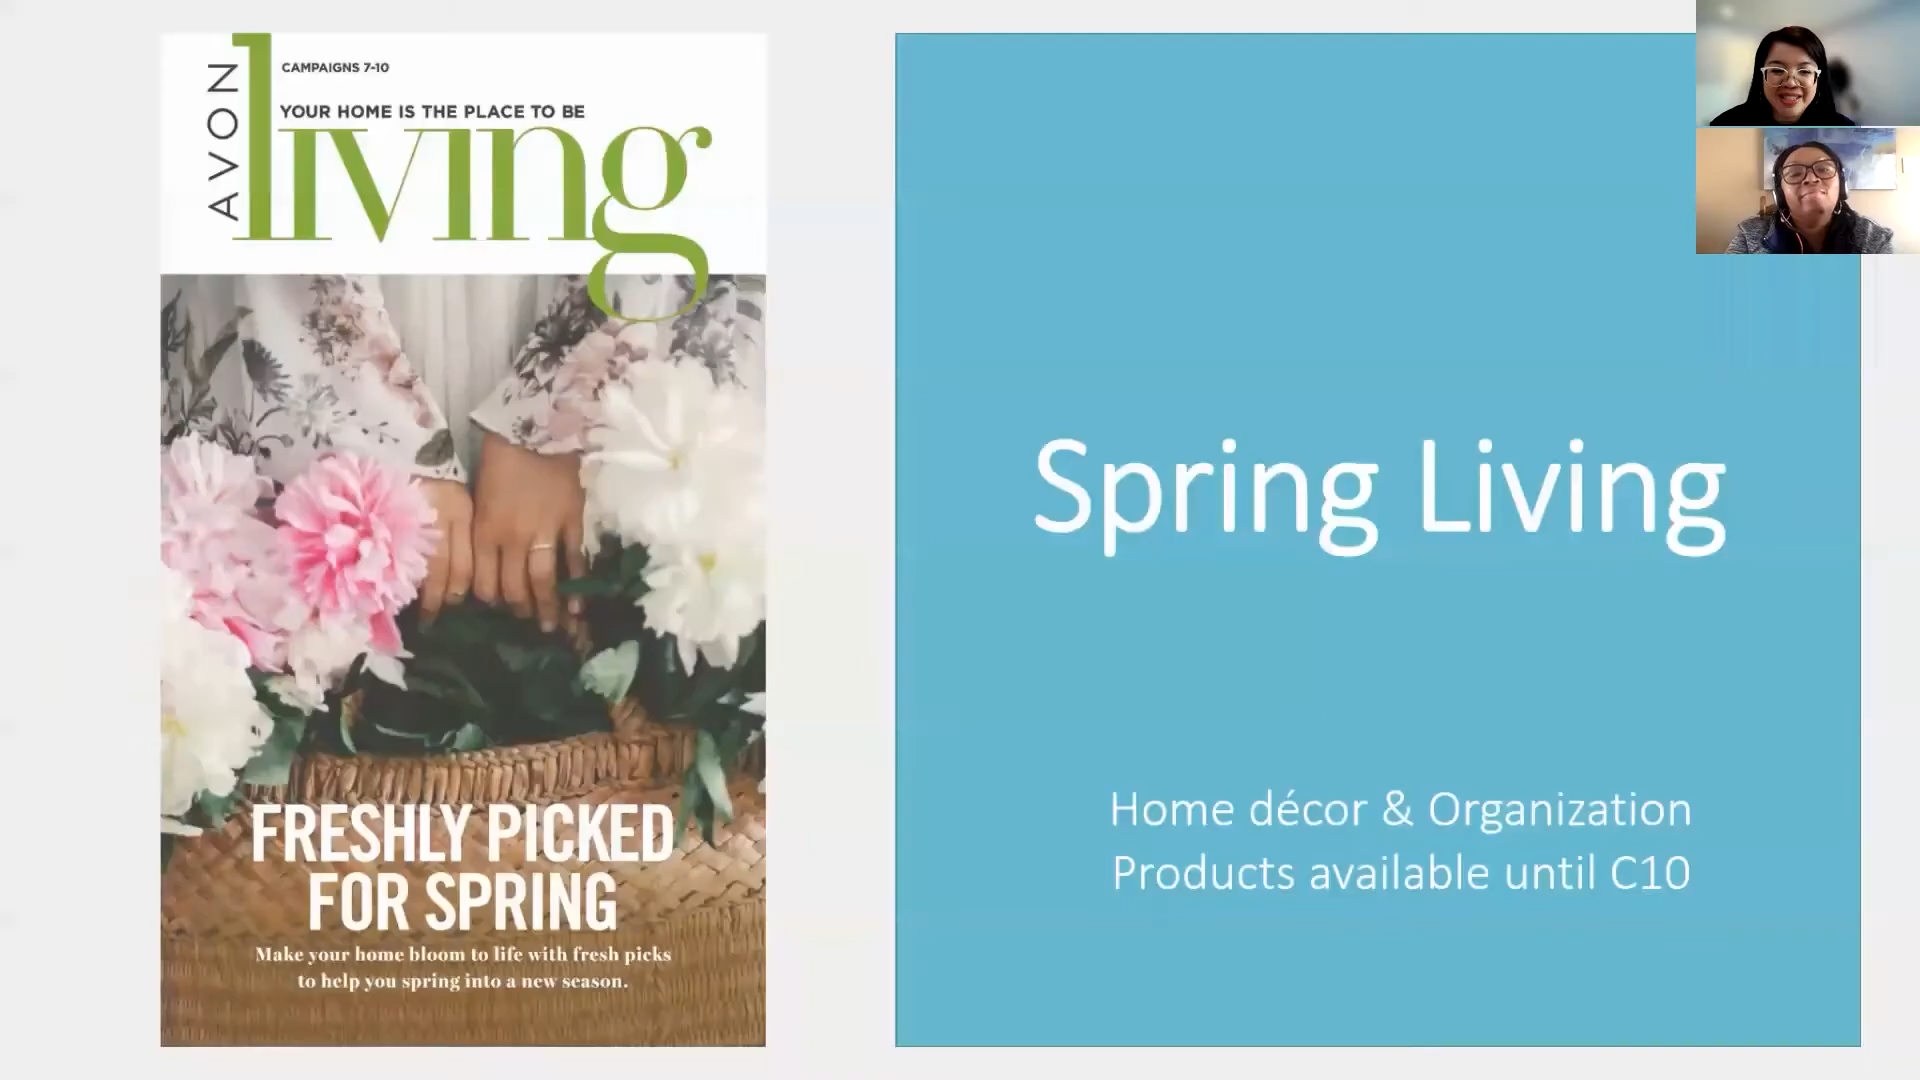 AVON
CAMPAIGNS 7-10
YOUR HOME IS THE PLACE TO BE
living
FRESHLY PICKED
FOR SPRING
Make your home bloom to life with fresh picks
to help you spring into a new season.
Spring Living
Home décor & Organization
Products available until C10